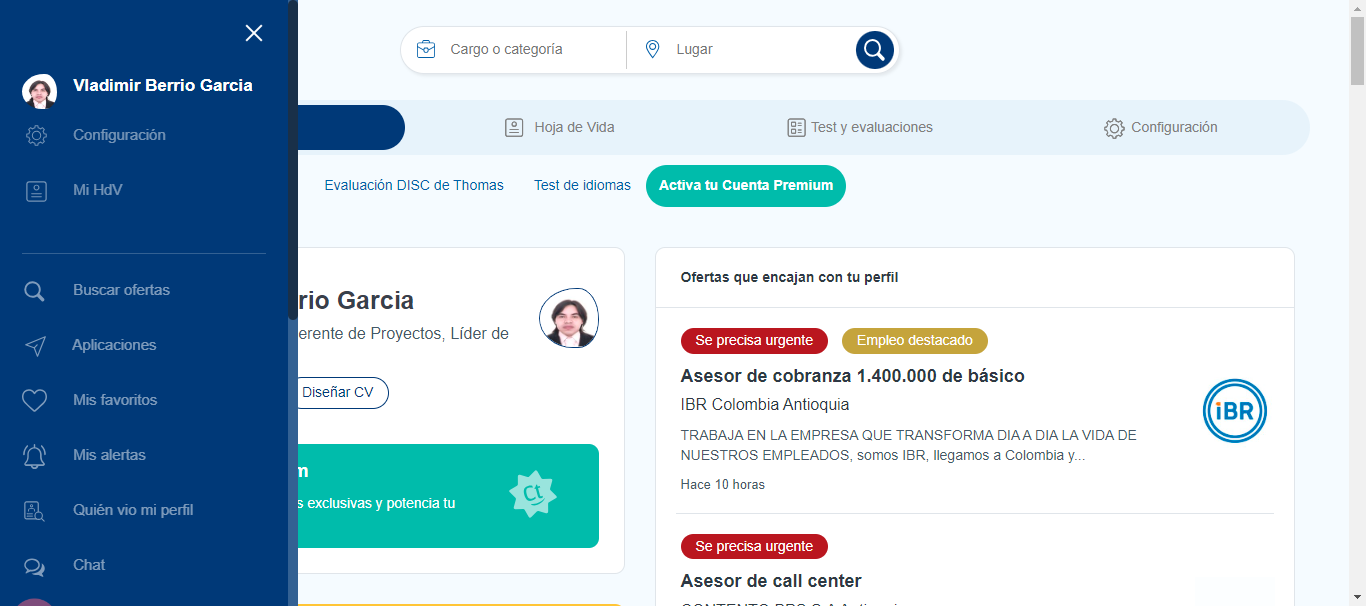 Vladimir Berrio Garcia
Configuración
Mi HdV
Buscar ofertas
Aplicaciones
Mis favoritos
Mis alertas
Quién vio mi perfil
Chat
Cargo o categoría
Lugar
Hoja de Vida
Test y evaluaciones
Configuración
Evaluación DISC de Thomas
Test de idiomas
Activa tu Cuenta Premium
rio Garcia
erente de Proyectos, Líder de
Diseñar CV
m
s exclusivas y potencia tu
Ct
Ofertas que encajan con tu perfil
Se precisa urgente
Empleo destacado
Asesor de cobranza 1.400.000 de básico
IBR Colombia Antioquia
iBR
TRABAJA EN LA EMPRESA QUE TRANSFORMA DIA A DIA LA VIDA DE
NUESTROS EMPLEADOS, somos IBR, llegamos a Colombia y...
Hace 10 horas
Se precisa urgente
Asesor de call center